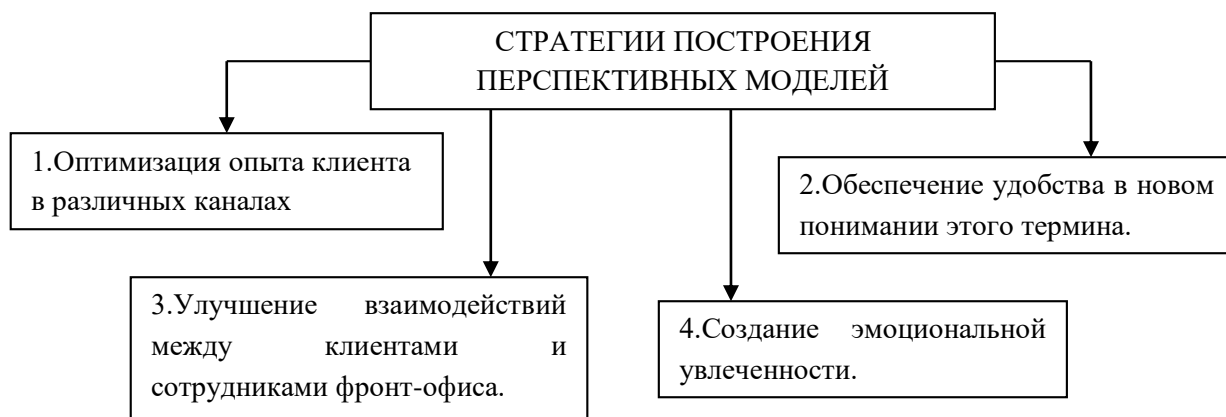 СТРАТЕГИИ ПОСТРОЕНИЯ
ПЕРСПЕКТИВНЫХ МОДЕЛЕЙ
1.Оптимизация опыта клиента
в различных каналах
2.Обеспечение удобства в новом
понимании этого термина.
3.Улучшение взаимодействий
между клиентами и
сотрудниками фронт-офиса.
4.Создание эмоциональной
увлеченности.